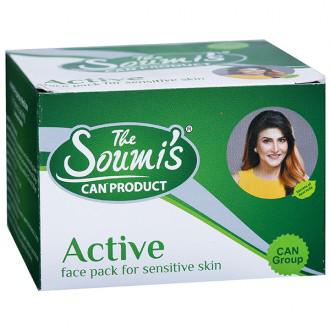 The
Soumi's®
CAN PRODUCT
Active
face pack for sensitive skin
CAN
Group